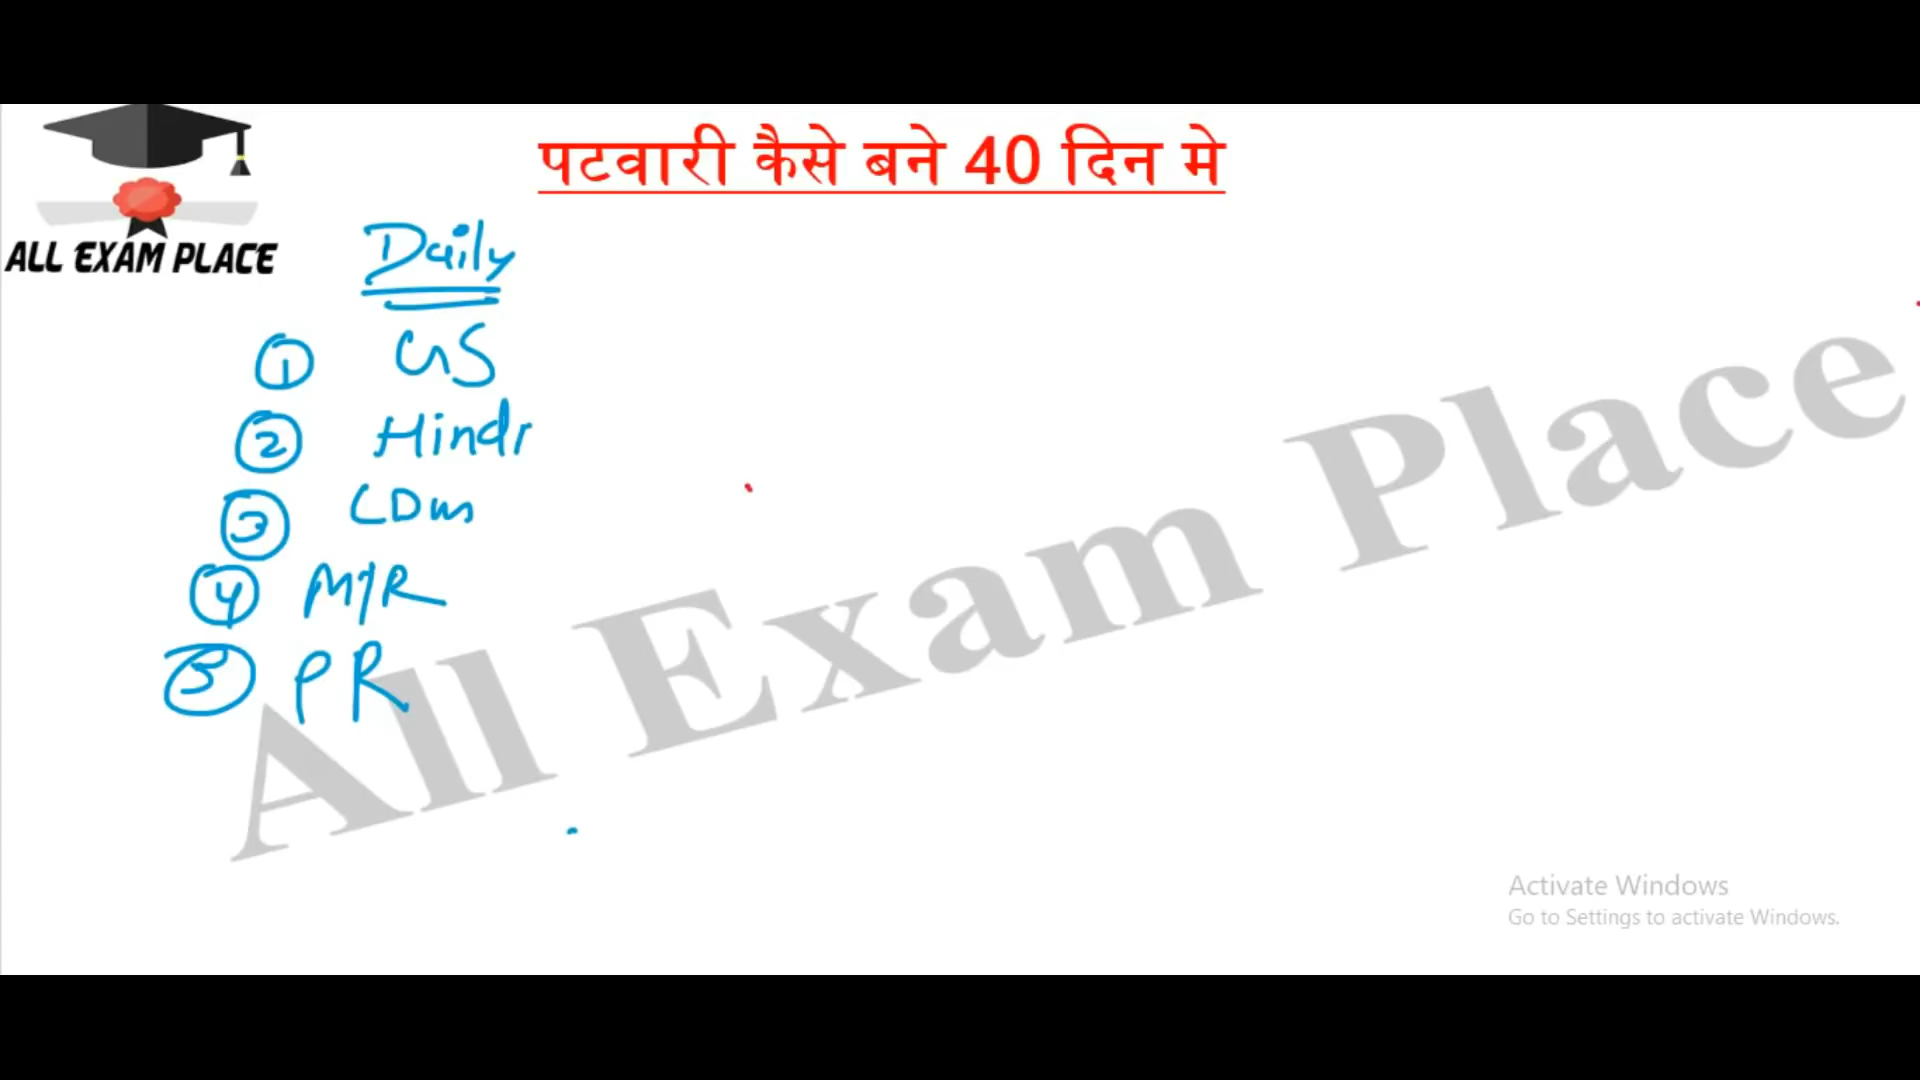 पटवारी कैसे बने 40 दिन मे
ALL EXAM PLACE
Daily
① GS
② Hindi
③ CDm
④ M/R
⑤ PR
All Exam Place
Activate Windows
Go to Settings to activate Windows.